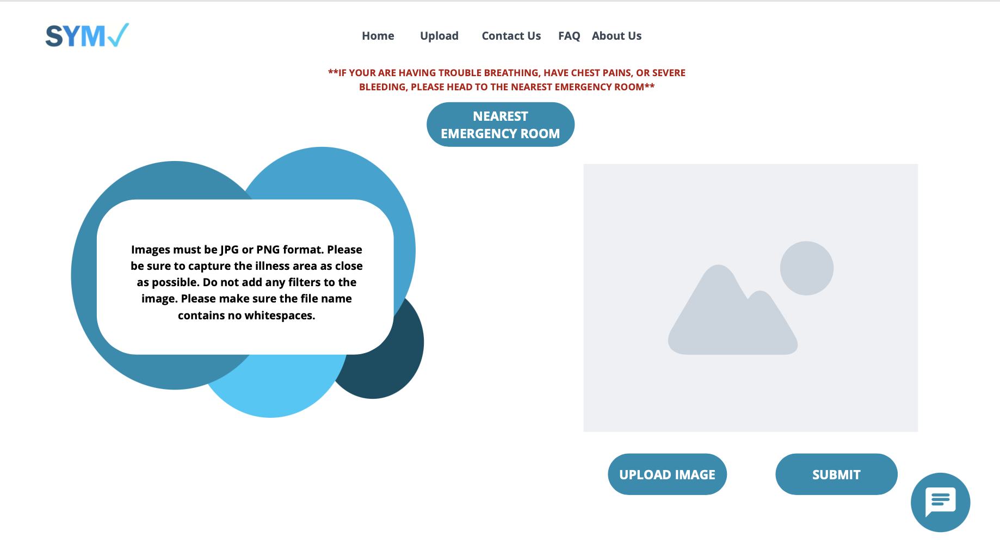 SYM
Home Upload Contact Us FAQ About Us
**IF YOUR ARE HAVING TROUBLE BREATHING, HAVE CHEST PAINS, OR SEVERE
BLEEDING, PLEASE HEAD TO THE NEAREST EMERGENCY ROOM**
NEAREST
EMERGENCY ROOM
Images must be JPG or PNG format. Please
be sure to capture the illness area as close
as possible. Do not add any filters to the
image. Please make sure the file name
contains no whitespaces.
UPLOAD IMAGE
SUBMIT